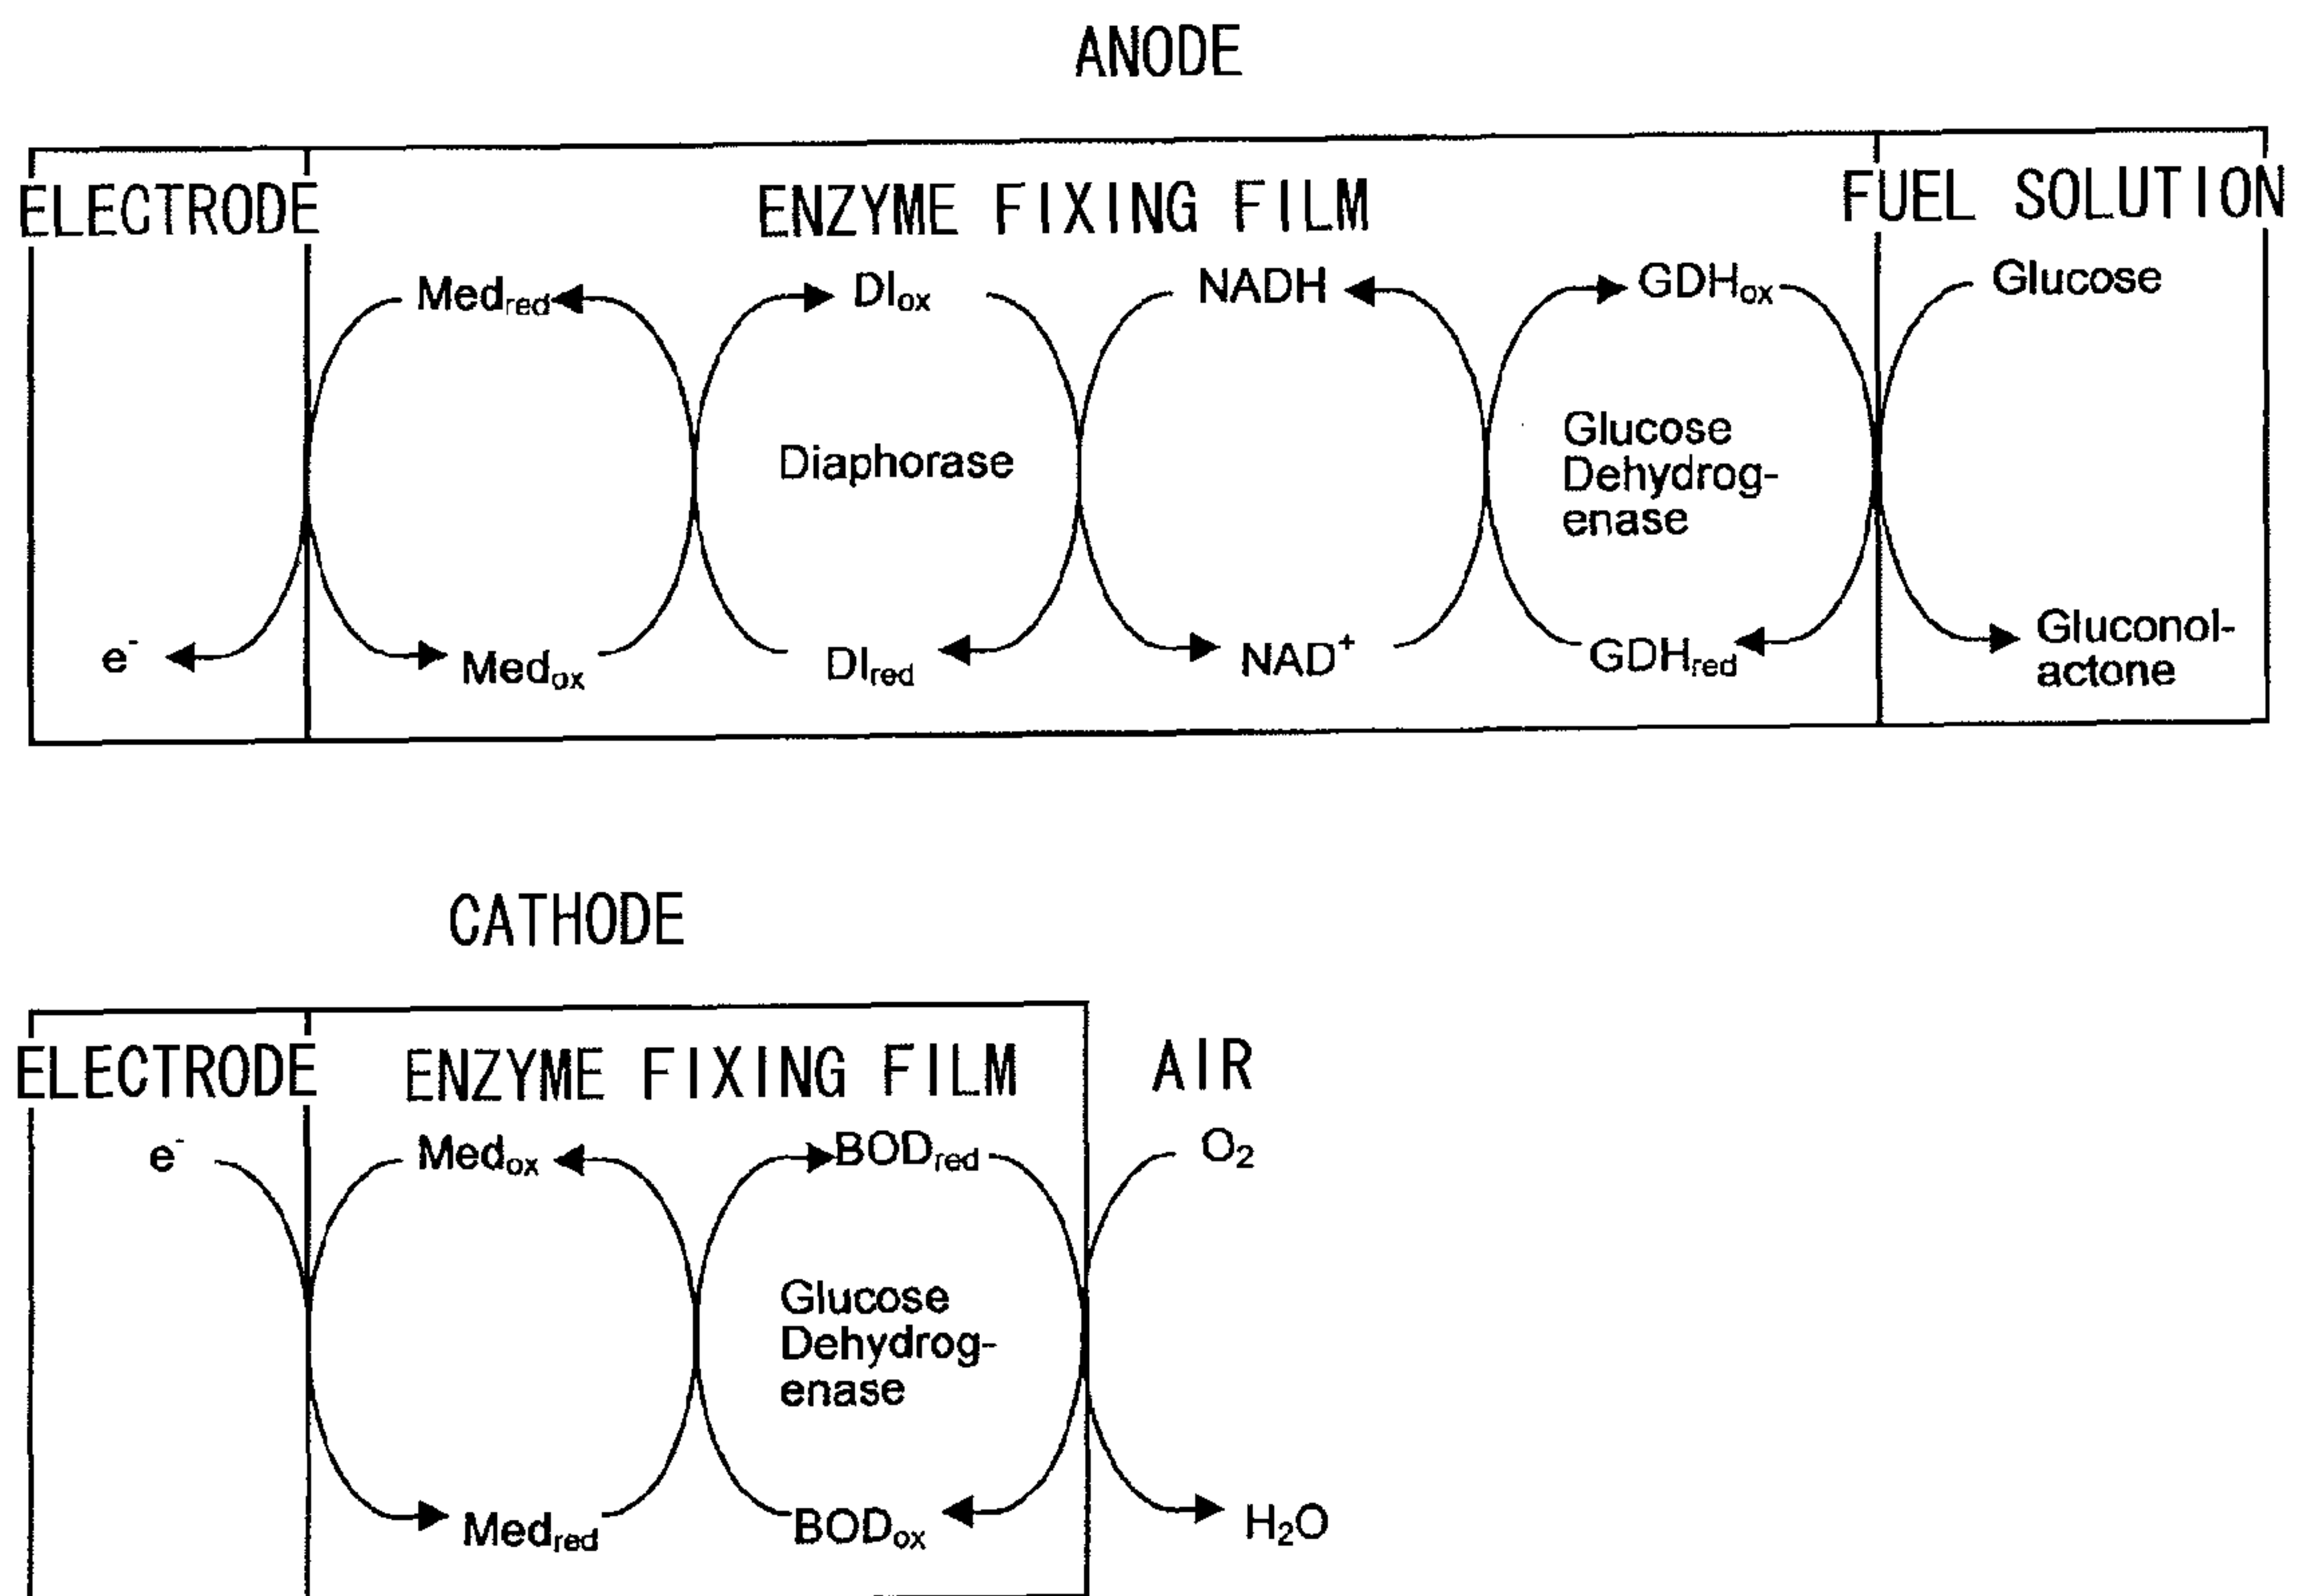 ANODE
ELECTRODE ENZYME FIXING FILM FUEL SOLUTION
Medred DIox NADH GDHox Glucose
Diaphorase
Glucose
Dehydrog-
enase
e- Medox DIred NAD+ GDHred Gluconol-
actone
CATHODE
ELECTRODE ENZYME FIXING FILM AIR
e- Medox BODred O2
Glucose
Dehydrog-
enase
Medred BODox H2O